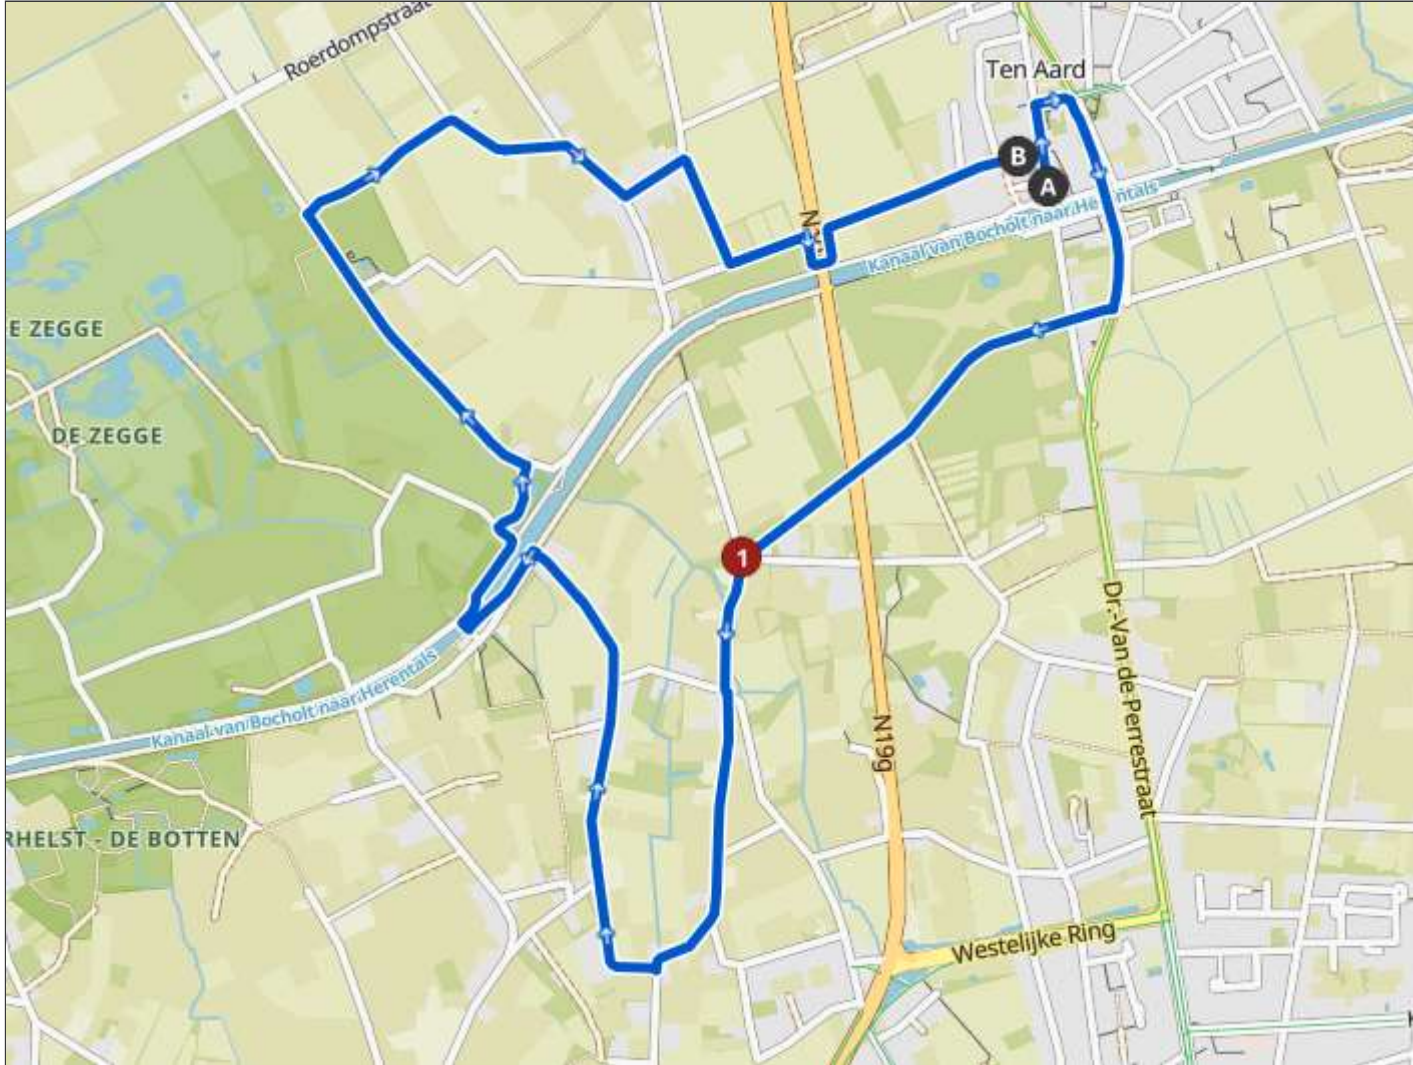 Roerdompstraat
Ten Aard
B
A
Kanaal van Bocholt naar Herentals
E ZEGGE
DE ZEGGE
1
Dr.-Van de Perrestraat
Kanaal van Bocholt naar Herentals
N19g
RHELST - DE BOTTEN
Westelijke Ring